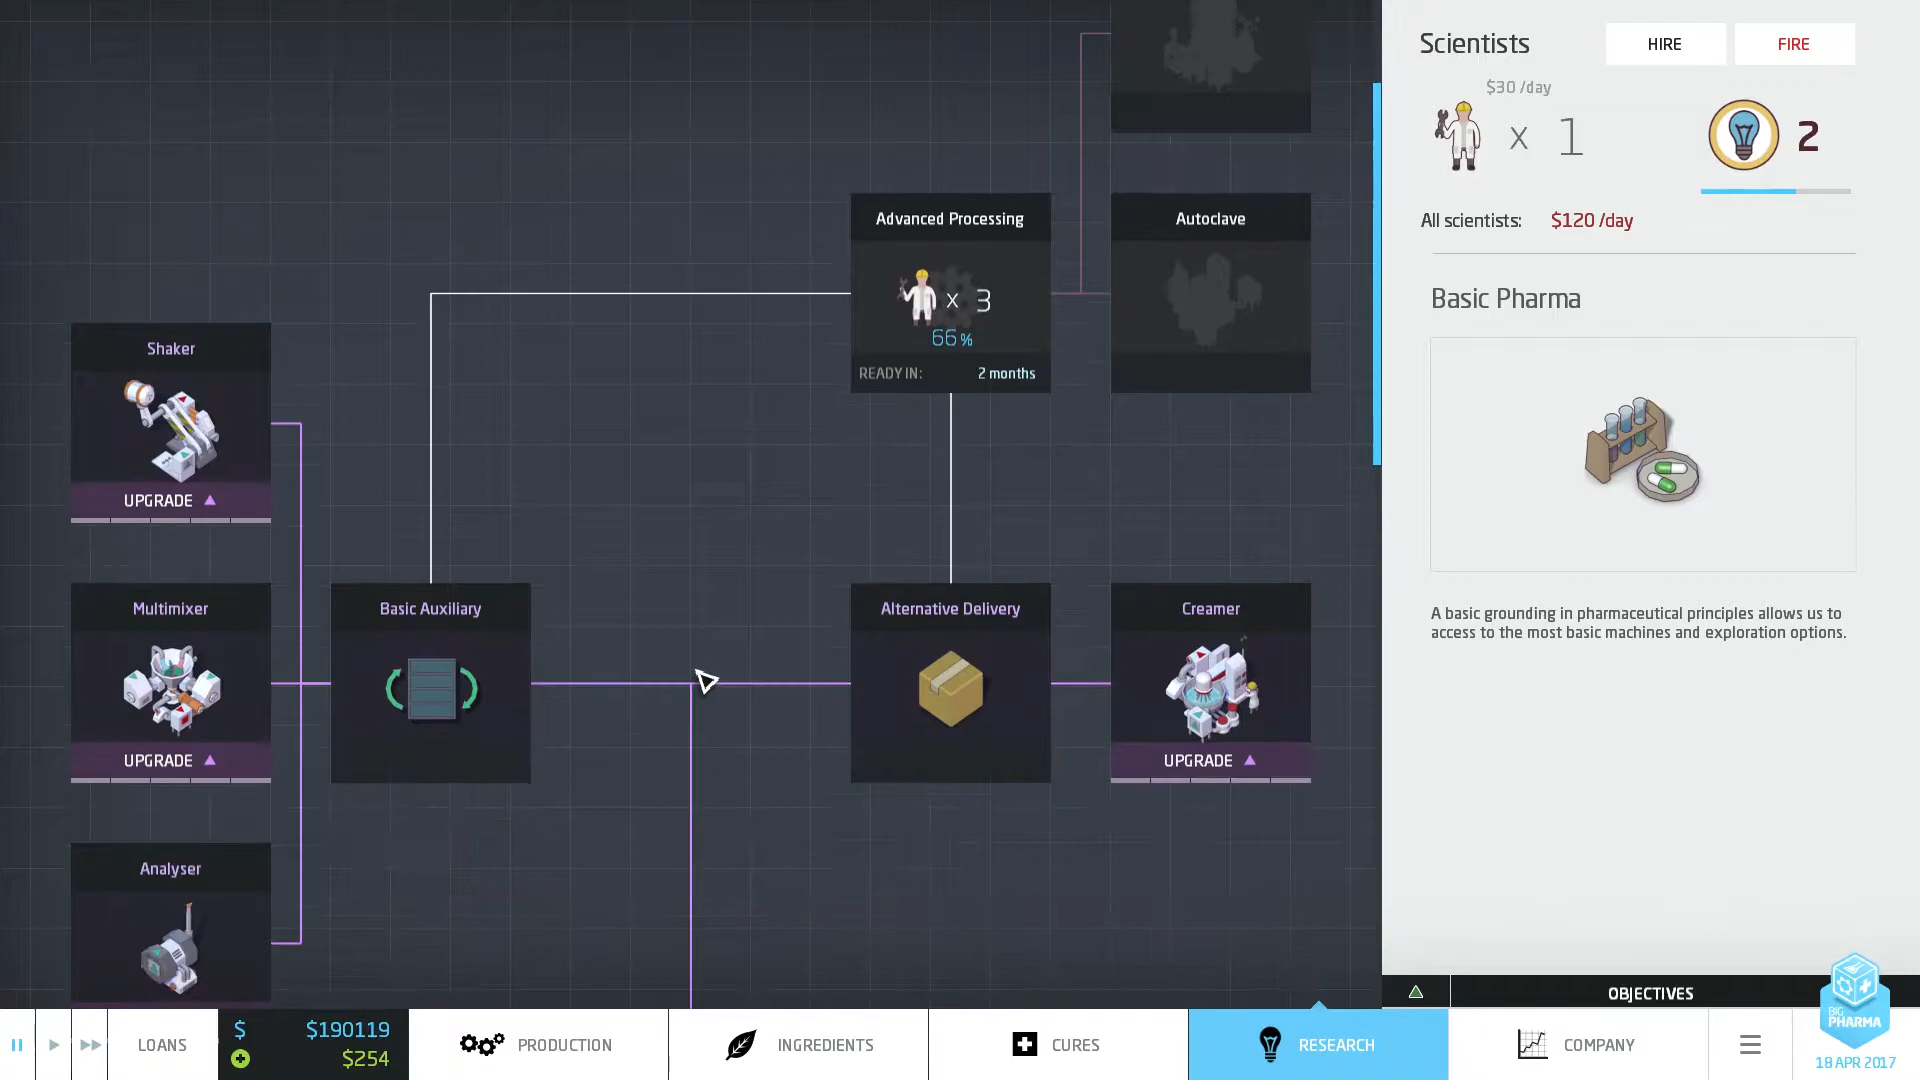 Scientists
HIRE
FIRE
$30 /day
x 1
2
All scientists: $120 /day
Basic Pharma
A basic grounding in pharmaceutical principles allows us to
access to the most basic machines and exploration options.
Advanced Processing
x 3
66%
READY IN: 2 months
Autoclave
Shaker
UPGRADE
Multimixer
UPGRADE
Basic Auxiliary
Alternative Delivery
Creamer
UPGRADE
Analyser
OBJECTIVES
BIG
PHARMA
LOANS
$ $190119
$254
PRODUCTION
INGREDIENTS
CURES
RESEARCH
COMPANY
18 APR 2017